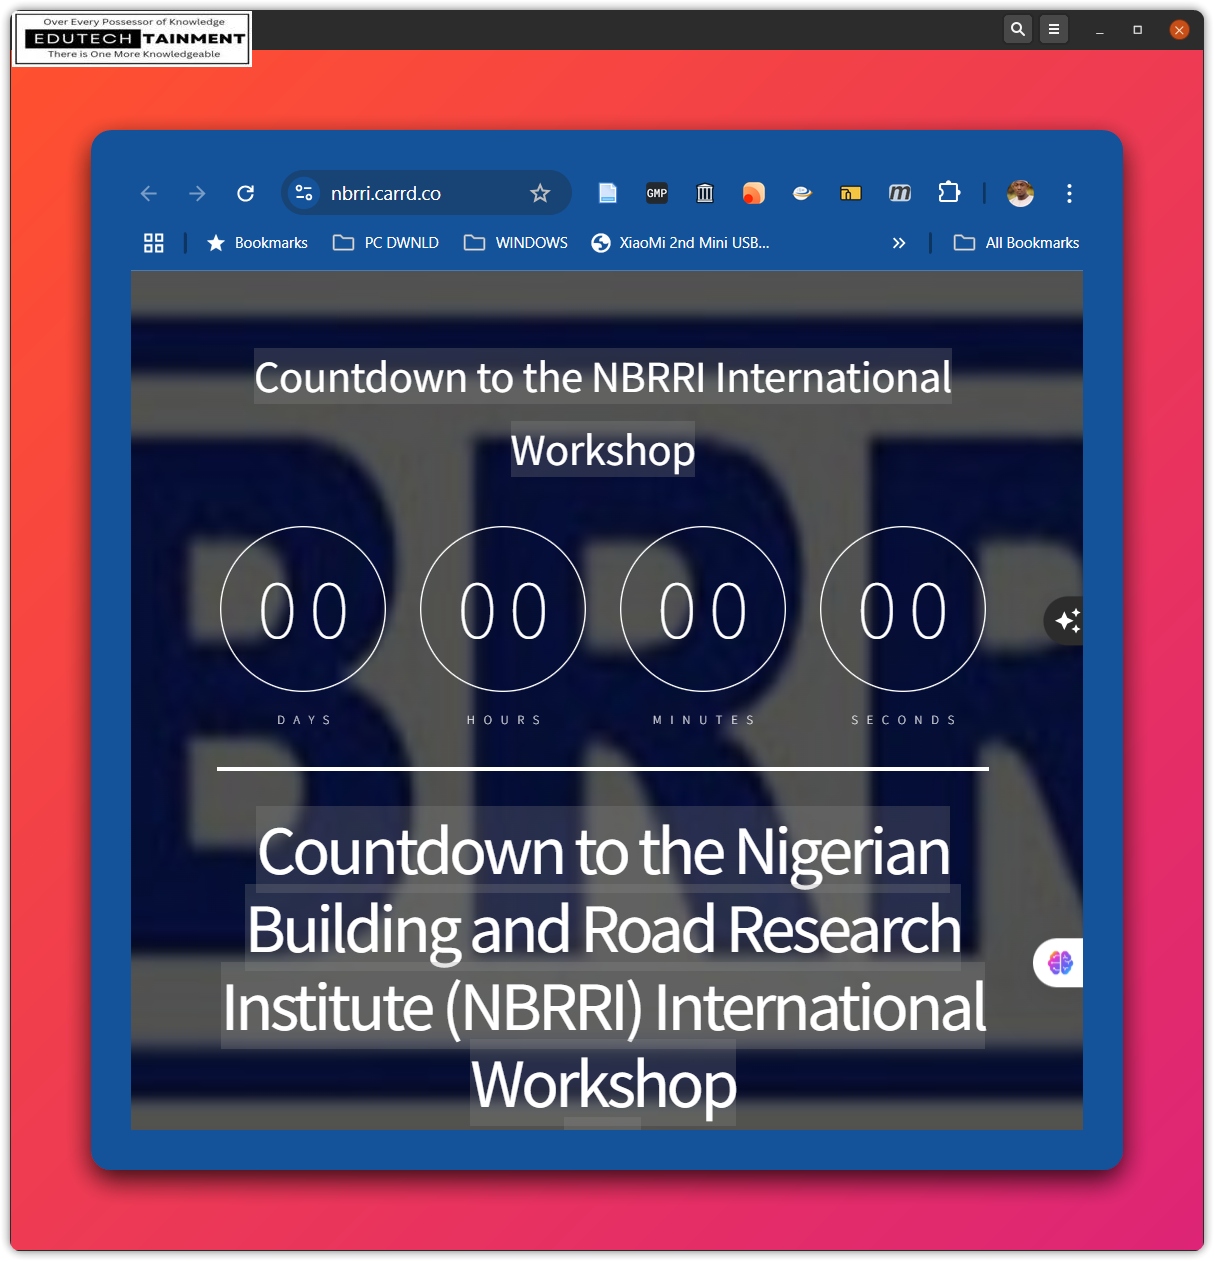 Over Every Possessor of Knowledge
EDUTECHTAINMENT
There is One More Knowledgeable
nbrri.carrd.co
GMP
m
Bookmarks
PC DWNLD
WINDOWS
XiaoMi 2nd Mini USB...
All Bookmarks
Countdown to the NBRRI International
Workshop
00 00 00 00
DAYS HOURS MINUTES SECONDS
Countdown to the Nigerian
Building and Road Research
Institute (NBRRI) International
Workshop
BRR